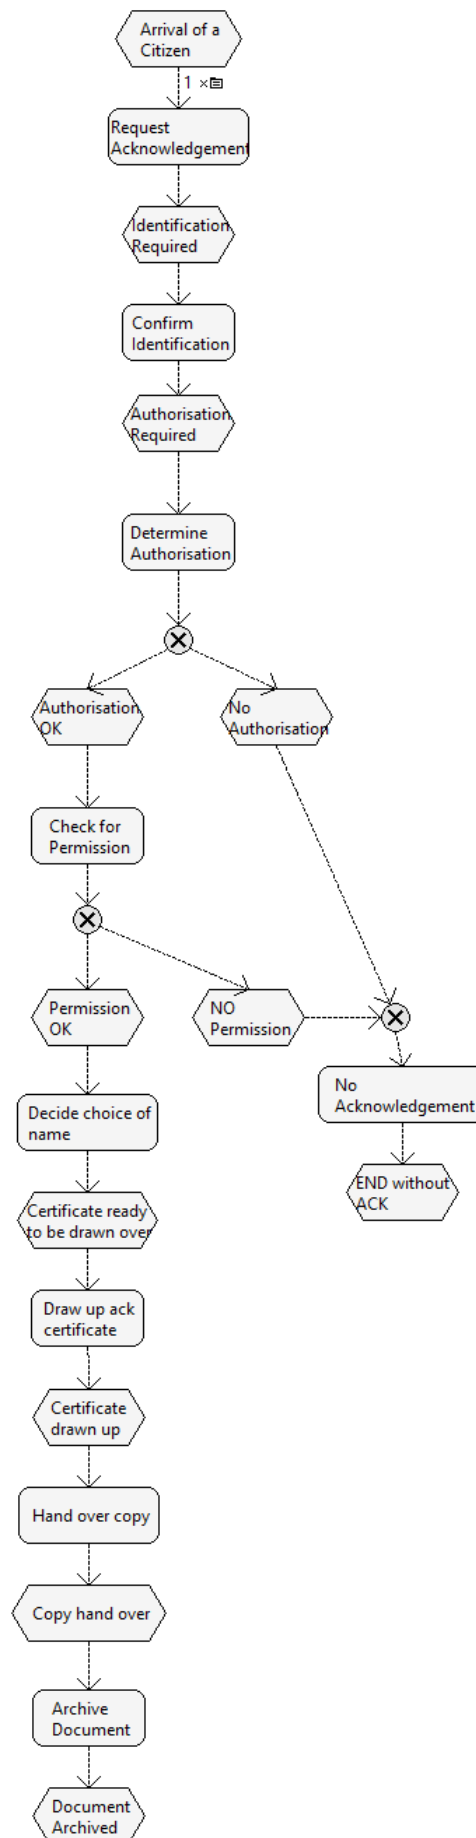 Arrival of a
Citizen
1 ×
Request
Acknowledgement
Identification
Required
Confirm
Identification
Authorisation
Required
Determine
Authorisation
Authorisation
OK
No
Authorisation
Check for
Permission
Permission
OK
NO
Permission
No
Acknowledgement
Decide choice of
name
END without
ACK
Certificate ready
to be drawn over
Draw up ack
certificate
Certificate
drawn up
Hand over copy
Copy hand over
Archive
Document
Document
Archived